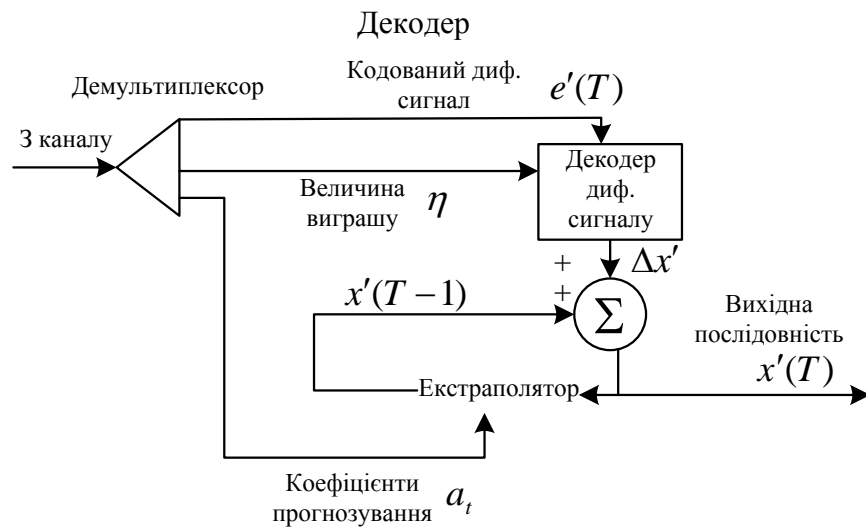 Декодер
Кодований диф.
сигнал
e′(T)
Демультиплексор
З каналу
Декодер
диф.
сигналу
Величина
виграшу
η
Δx′
+
+
x′(T − 1)
Σ
Вихідна
послідовність
x′(T)
Екстраполятор
Коефіцієнти
прогнозування
a_t